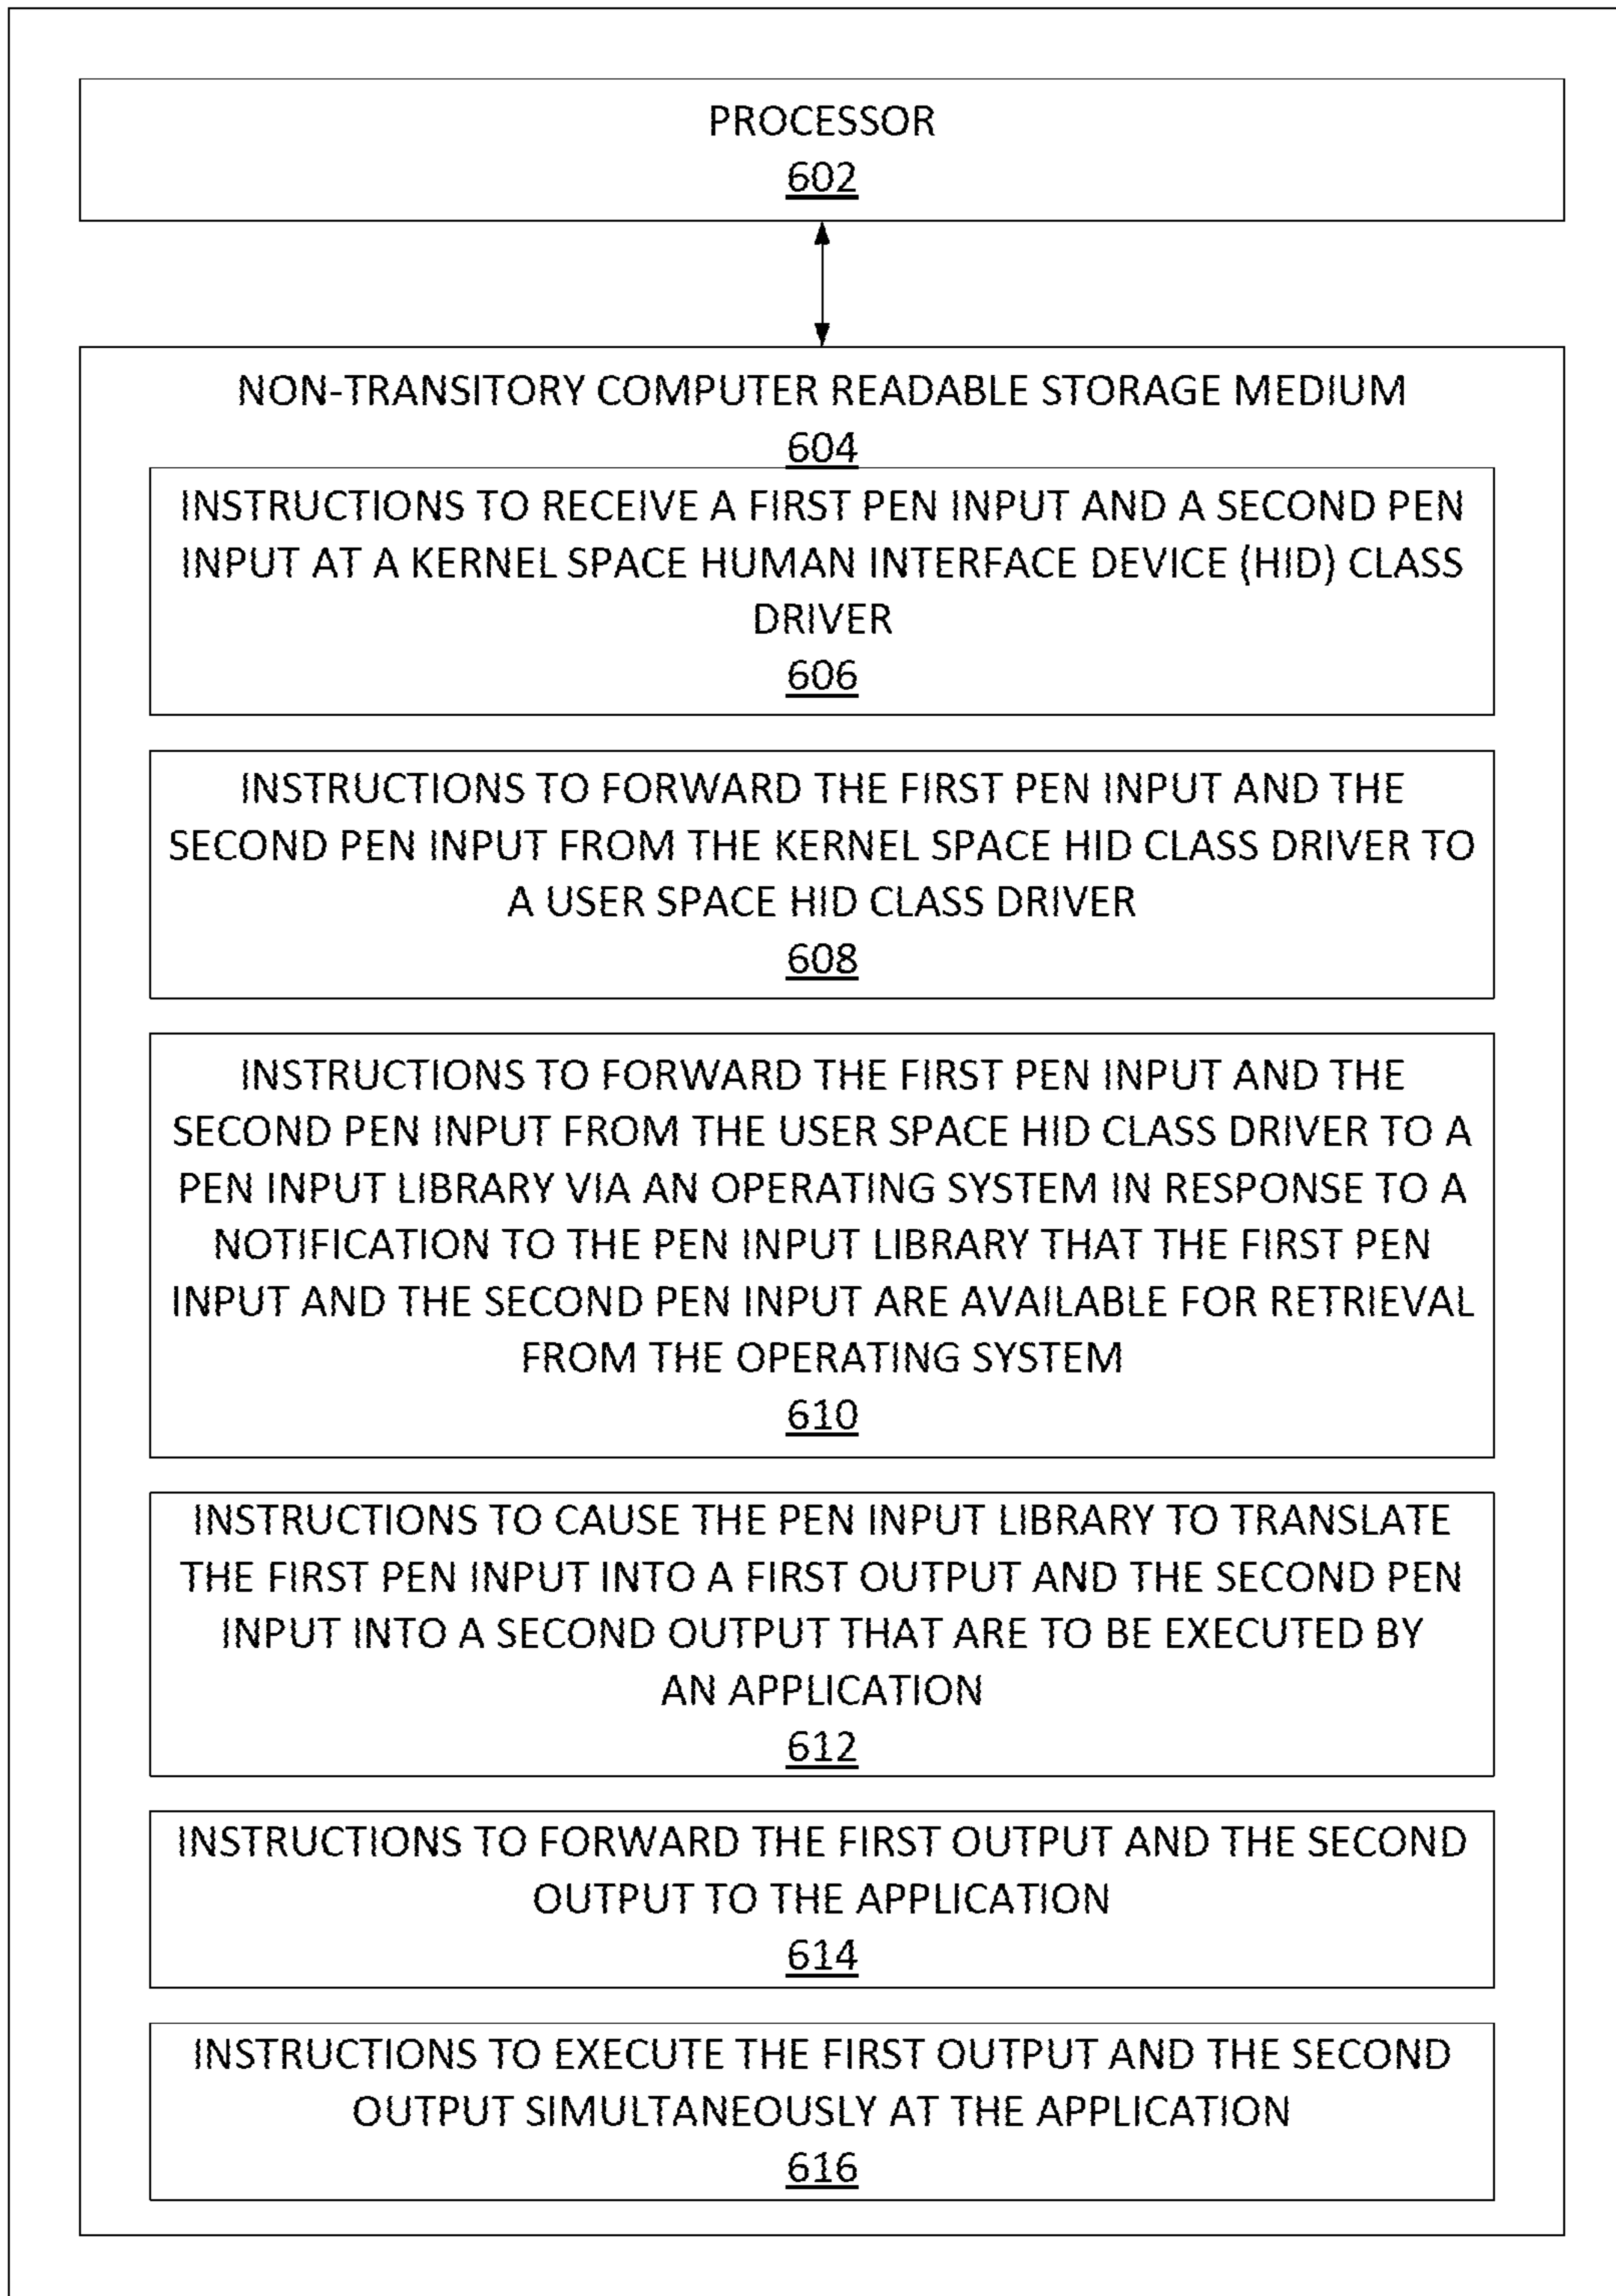 PROCESSOR
602
NON-TRANSITORY COMPUTER READABLE STORAGE MEDIUM
604
INSTRUCTIONS TO RECEIVE A FIRST PEN INPUT AND A SECOND PEN
INPUT AT A KERNEL SPACE HUMAN INTERFACE DEVICE (HID) CLASS
DRIVER
606
INSTRUCTIONS TO FORWARD THE FIRST PEN INPUT AND THE
SECOND PEN INPUT FROM THE KERNEL SPACE HID CLASS DRIVER TO
A USER SPACE HID CLASS DRIVER
608
INSTRUCTIONS TO FORWARD THE FIRST PEN INPUT AND THE
SECOND PEN INPUT FROM THE USER SPACE HID CLASS DRIVER TO A
PEN INPUT LIBRARY VIA AN OPERATING SYSTEM IN RESPONSE TO A
NOTIFICATION TO THE PEN INPUT LIBRARY THAT THE FIRST PEN
INPUT AND THE SECOND PEN INPUT ARE AVAILABLE FOR RETRIEVAL
FROM THE OPERATING SYSTEM
610
INSTRUCTIONS TO CAUSE THE PEN INPUT LIBRARY TO TRANSLATE
THE FIRST PEN INPUT INTO A FIRST OUTPUT AND THE SECOND PEN
INPUT INTO A SECOND OUTPUT THAT ARE TO BE EXECUTED BY
AN APPLICATION
612
INSTRUCTIONS TO FORWARD THE FIRST OUTPUT AND THE SECOND
OUTPUT TO THE APPLICATION
614
INSTRUCTIONS TO EXECUTE THE FIRST OUTPUT AND THE SECOND
OUTPUT SIMULTANEOUSLY AT THE APPLICATION
616